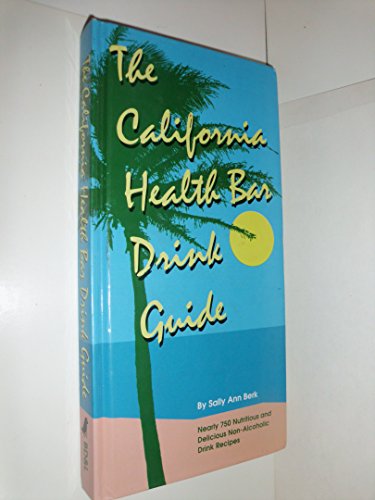 The
California
Health Bar
Drink
Guide
By Sally Ann Berk
Nearly 750 Nutritious and
Delicious Non-Alcoholic
Drink Recipes
The California Health Bar Drink Guide